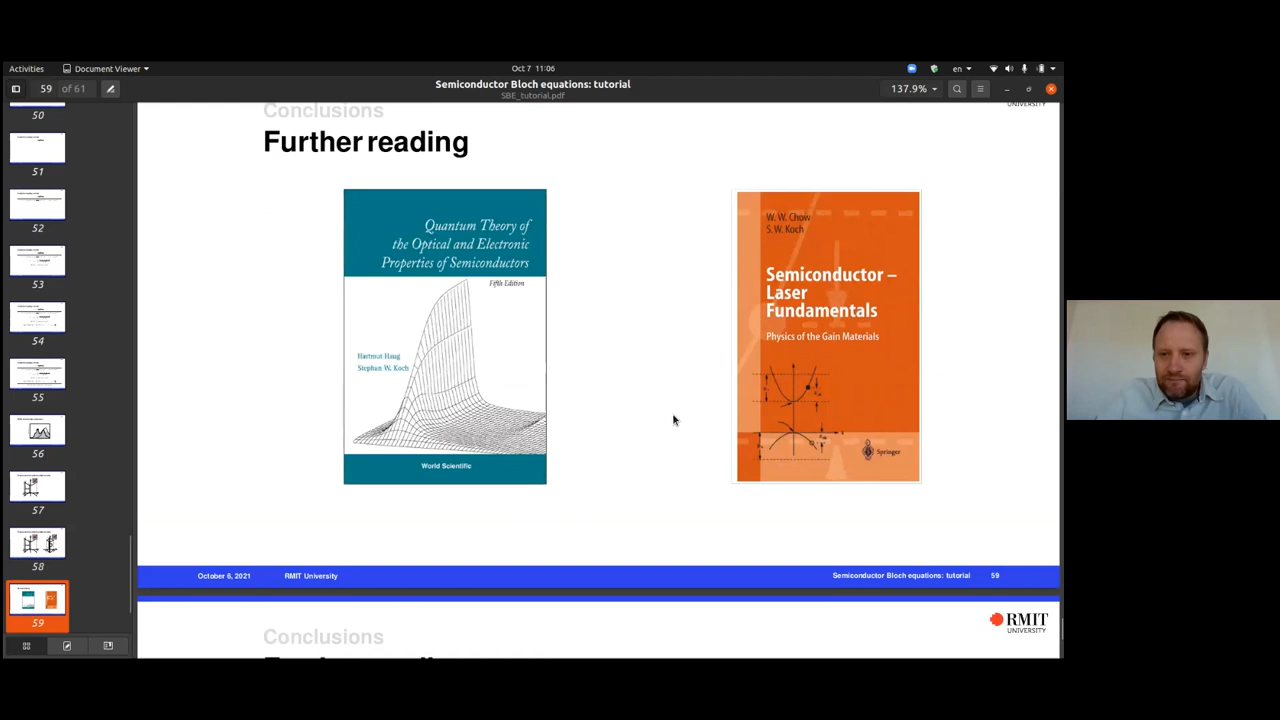 Activities
Document Viewer
Oct 7 11:06
en
59 of 61
Semiconductor Bloch equations: tutorial
SBE_tutorial.pdf
137.9%
50
51
52
53
54
55
56
57
58
59
Conclusions
UNIVERSITY
Further reading
Quantum Theory of
the Optical and Electronic
Properties of Semiconductors
Fifth Edition
Hartmut Haug
Stephan W. Koch
World Scientific
W. W. Chow
S. W. Koch
Semiconductor –
Laser
Fundamentals
Physics of the Gain Materials
Springer
October 6, 2021
RMIT University
Semiconductor Bloch equations: tutorial
59
RMIT
UNIVERSITY
Conclusions